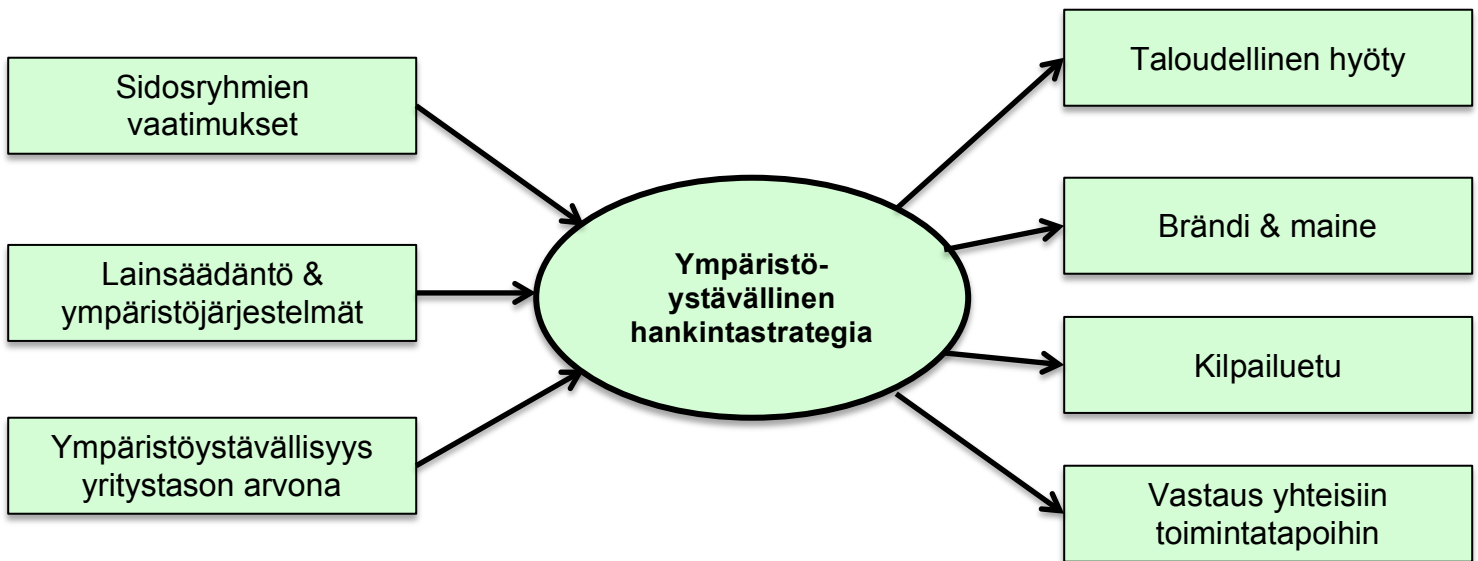 Sidosryhmien
vaatimukset
Lainsäädäntö &
ympäristöjärjestelmät
Ympäristöystävällisyys
yritystason arvona
Ympäristö-
ystävällinen
hankintastrategia
Taloudellinen hyöty
Brändi & maine
Kilpailuetu
Vastaus yhteisiin
toimintatapoihin